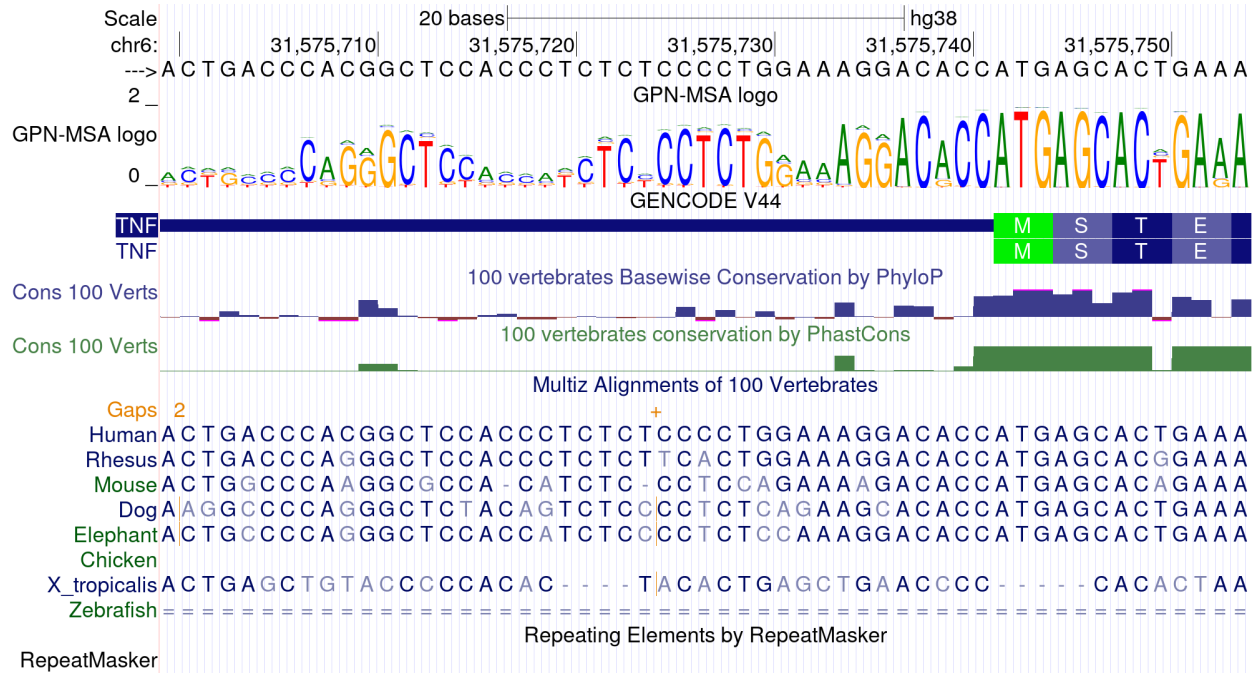 Scale 20 bases hg38
chr6: 31,575,710 31,575,720 31,575,730 31,575,740 31,575,750
---> A C T G A C C C A C G G C T C C A C C C T C T C T C C C C T G G A A A G G A C A C C A T G A G C A C T G A A A
2 _ GPN-MSA logo
GPN-MSA logo
0 _
GENCODE V44
TNF M S T E
TNF M S T E
100 vertebrates Basewise Conservation by PhyloP
Cons 100 Verts
100 vertebrates conservation by PhastCons
Cons 100 Verts
Multiz Alignments of 100 Vertebrates
Gaps 2 +
Human A C T G A C C C A C G G C T C C A C C C T C T C T C C C C T G G A A A G G A C A C C A T G A G C A C T G A A A
Rhesus A C T G A C C C A G G G C T C C A C C C T C T C T T C A C T G G A A A G G A C A C C A T G A G C A C G G A A A
Mouse A C T G G C C C A A G G C G C C A - C A T C T C - C C T C C A G A A A A G A C A C C A T G A G C A C A G A A A
Dog A A G G C C C C A G G G C T C T A C A G T C T C C C C T C T C A G A A G C A C A C C A T G A G C A C T G A A A
Elephant A C T G C C C C A G G G C T C C A C C A T C T C C C C T C T C C A A A G G A C A C C A T G A G C A C T G A A A
Chicken
X_tropicalis A C T G A G C T G T A C C C C C A C A C - - - - T A C A C T G A G C T G A A C C C C - - - - - C A C A C T A A
Zebrafish = = = = = = = = = = = = = = = = = = = = = = = = = = = = = = = = = = = = = = = = = = = = = = = = = = = = = = =
Repeating Elements by RepeatMasker
RepeatMasker